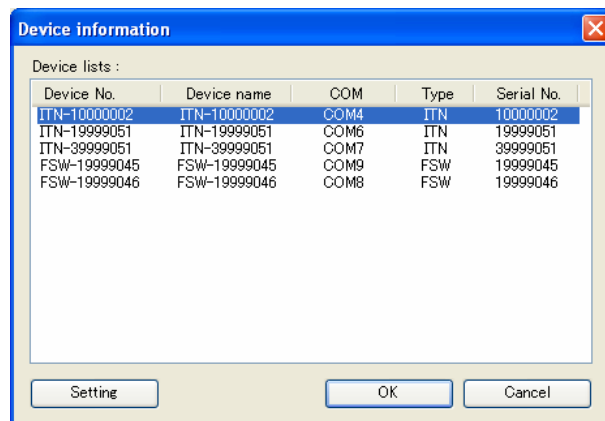 Device information
Device lists :
Device No. Device name COM Type Serial No.
ITN-10000002 ITN-10000002 COM4 ITN 10000002
ITN-19999051 ITN-19999051 COM6 ITN 19999051
ITN-39999051 ITN-39999051 COM7 ITN 39999051
FSW-19999045 FSW-19999045 COM9 FSW 19999045
FSW-19999046 FSW-19999046 COM8 FSW 19999046
Setting OK Cancel